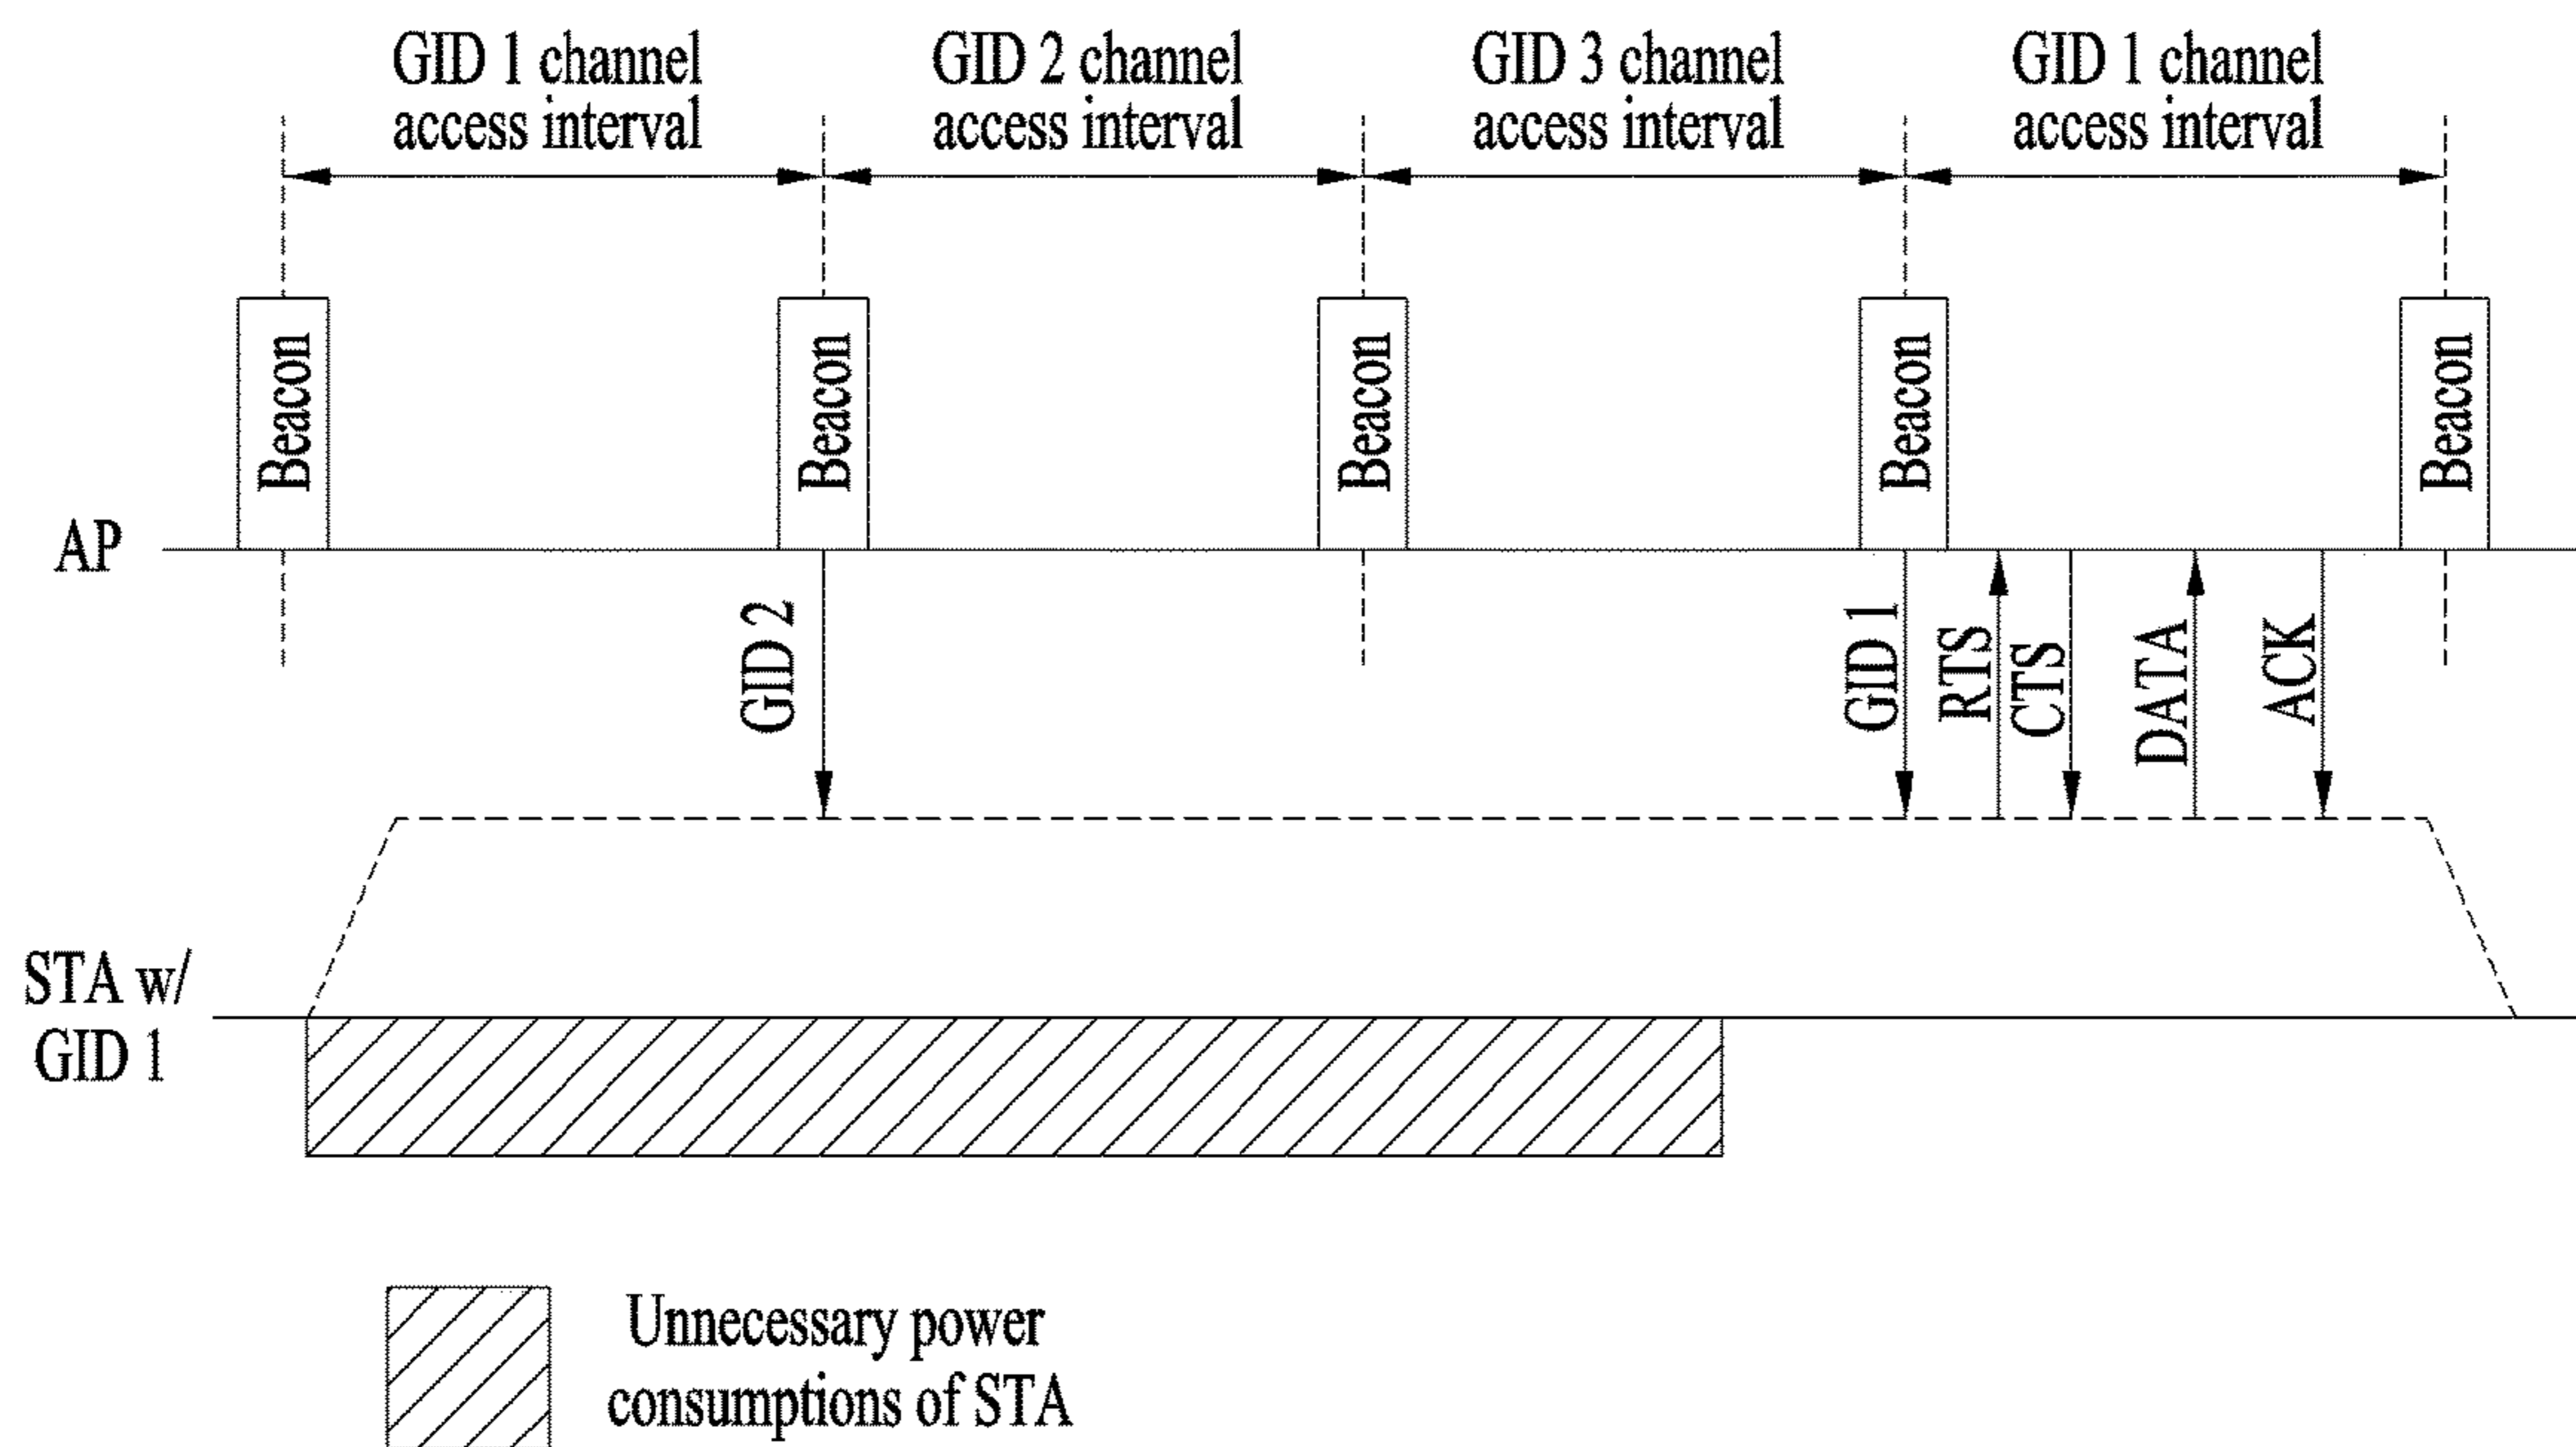 GID 1 channel
access interval
GID 2 channel
access interval
GID 3 channel
access interval
GID 1 channel
access interval
Beacon
Beacon
Beacon
Beacon
Beacon
AP
GID 2
GID 1
RTS
CTS
DATA
ACK
STA w/
GID 1
Unnecessary power
consumptions of STA